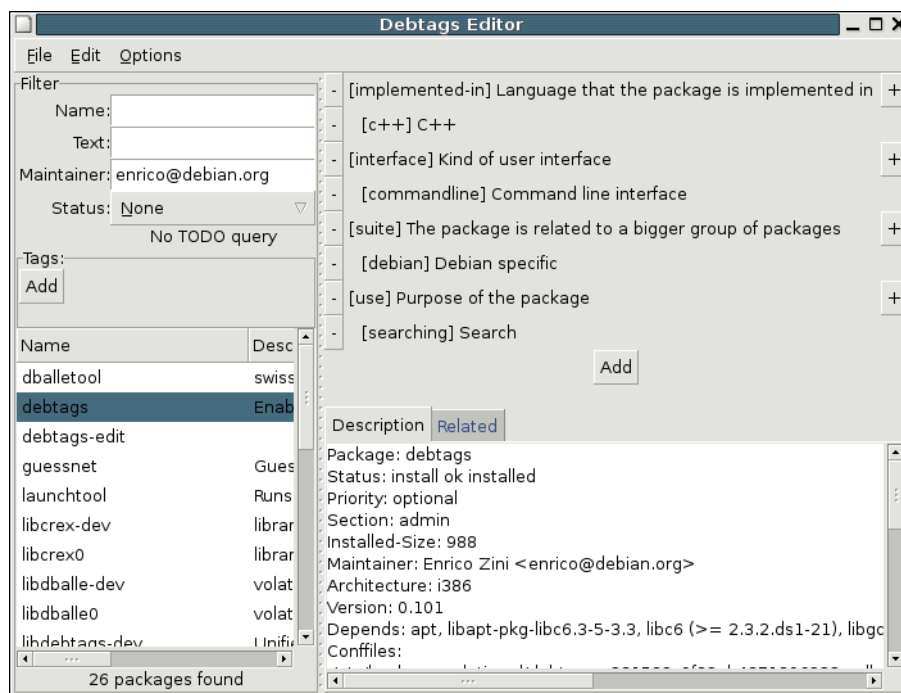 Debtags Editor
File Edit Options
Filter
Name:
Text:
Maintainer: enrico@debian.org
Status: None
No TODO query
Tags:
Add
Name Desc
dballetool swiss
debtags Enab
debtags-edit
guessnet Gues
launchtool Runs
libcrex-dev librar
libcrex0 librar
libdballe-dev volat
libdballe0 volat
libdebtags-dev Unifie
26 packages found
- [implemented-in] Language that the package is implemented in +
- [c++] C++
- [interface] Kind of user interface +
- [commandline] Command line interface
- [suite] The package is related to a bigger group of packages +
- [debian] Debian specific
- [use] Purpose of the package +
- [searching] Search
Add
Description Related
Package: debtags
Status: install ok installed
Priority: optional
Section: admin
Installed-Size: 988
Maintainer: Enrico Zini <enrico@debian.org>
Architecture: i386
Version: 0.101
Depends: apt, libapt-pkg-libc6.3-5-3.3, libc6 (>= 2.3.2.ds1-21), libgc
Conffiles: